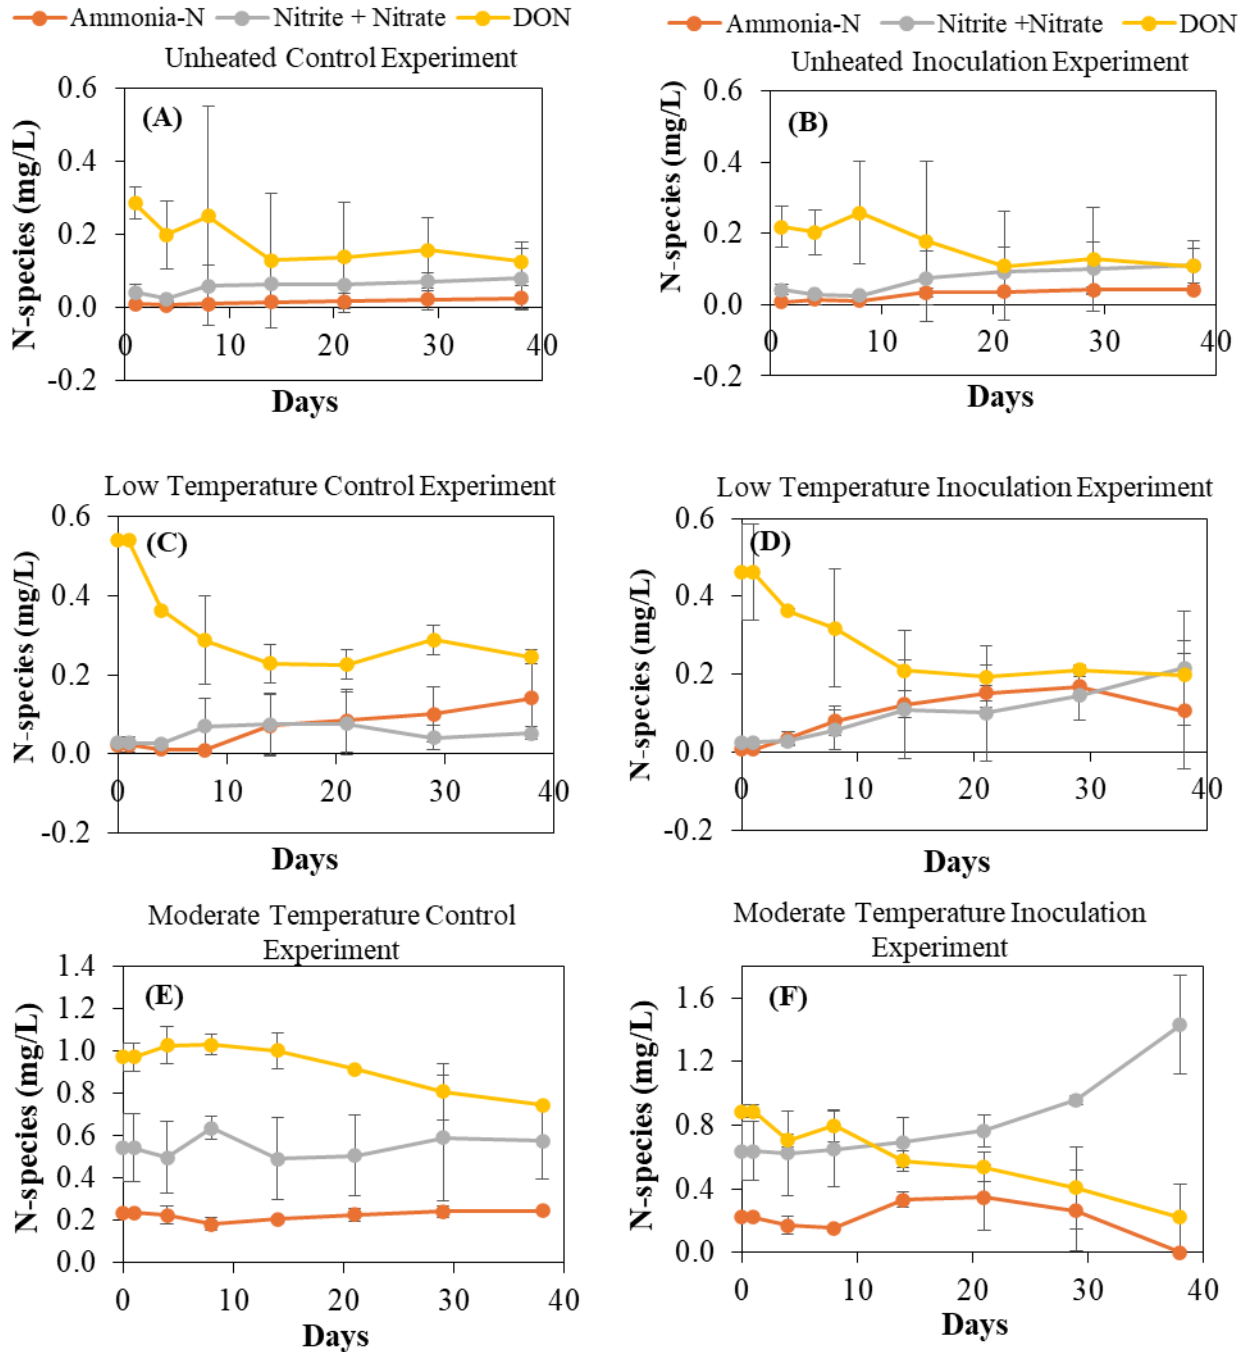 Ammonia-N Nitrite + Nitrate DON
Unheated Control Experiment
(A)
N-species (mg/L)
0.6
0.4
0.2
0.0
-0.2
0 10 20 30 40
Days
Ammonia-N Nitrite +Nitrate DON
Unheated Inoculation Experiment
(B)
N-species (mg/L)
0.6
0.4
0.2
0.0
-0.2
0 10 20 30 40
Days
Low Temperature Control Experiment
(C)
N-species (mg/L)
0.6
0.4
0.2
0.0
-0.2
0 10 20 30 40
Days
Low Temperature Inoculation Experiment
(D)
N-species (mg/L)
0.6
0.4
0.2
0.0
-0.2
0 10 20 30 40
Days
Moderate Temperature Control
Experiment
(E)
N-species (mg/L)
1.4
1.2
1.0
0.8
0.6
0.4
0.2
0.0
0 10 20 30 40
Days
Moderate Temperature Inoculation
Experiment
(F)
N-species (mg/L)
1.6
1.2
0.8
0.4
0.0
0 10 20 30 40
Days